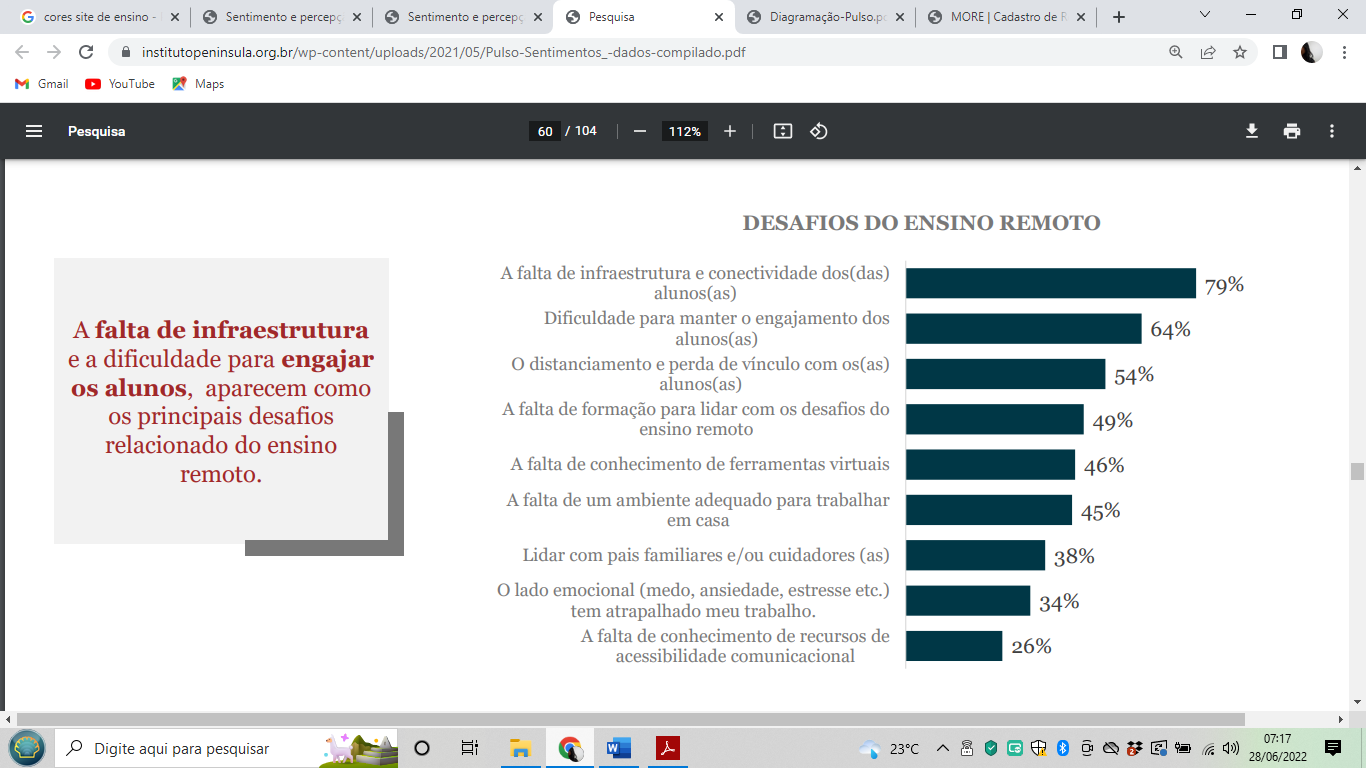 cores site de ensino -
Sentimento e percepç
Sentimento e percepç
Pesquisa
Diagramação-Pulso.p
MORE | Cadastro de R
institutopeninsula.org.br/wp-content/uploads/2021/05/Pulso-Sentimentos_-dados-compilado.pdf
Gmail
YouTube
Maps
Pesquisa
60 / 104
112%
DESAFIOS DO ENSINO REMOTO
A falta de infraestrutura
e a dificuldade para engajar
os alunos, aparecem como
os principais desafios
relacionado do ensino
remoto.
A falta de infraestrutura e conectividade dos(das)
alunos(as)
79%
Dificuldade para manter o engajamento dos
alunos(as)
64%
O distanciamento e perda de vínculo com os(as)
alunos(as)
54%
A falta de formação para lidar com os desafios do
ensino remoto
49%
A falta de conhecimento de ferramentas virtuais
46%
A falta de um ambiente adequado para trabalhar
em casa
45%
Lidar com pais familiares e/ou cuidadores (as)
38%
O lado emocional (medo, ansiedade, estresse etc.)
tem atrapalhado meu trabalho.
34%
A falta de conhecimento de recursos de
acessibilidade comunicacional
26%
Digite aqui para pesquisar
23°C
07:17
28/06/2022